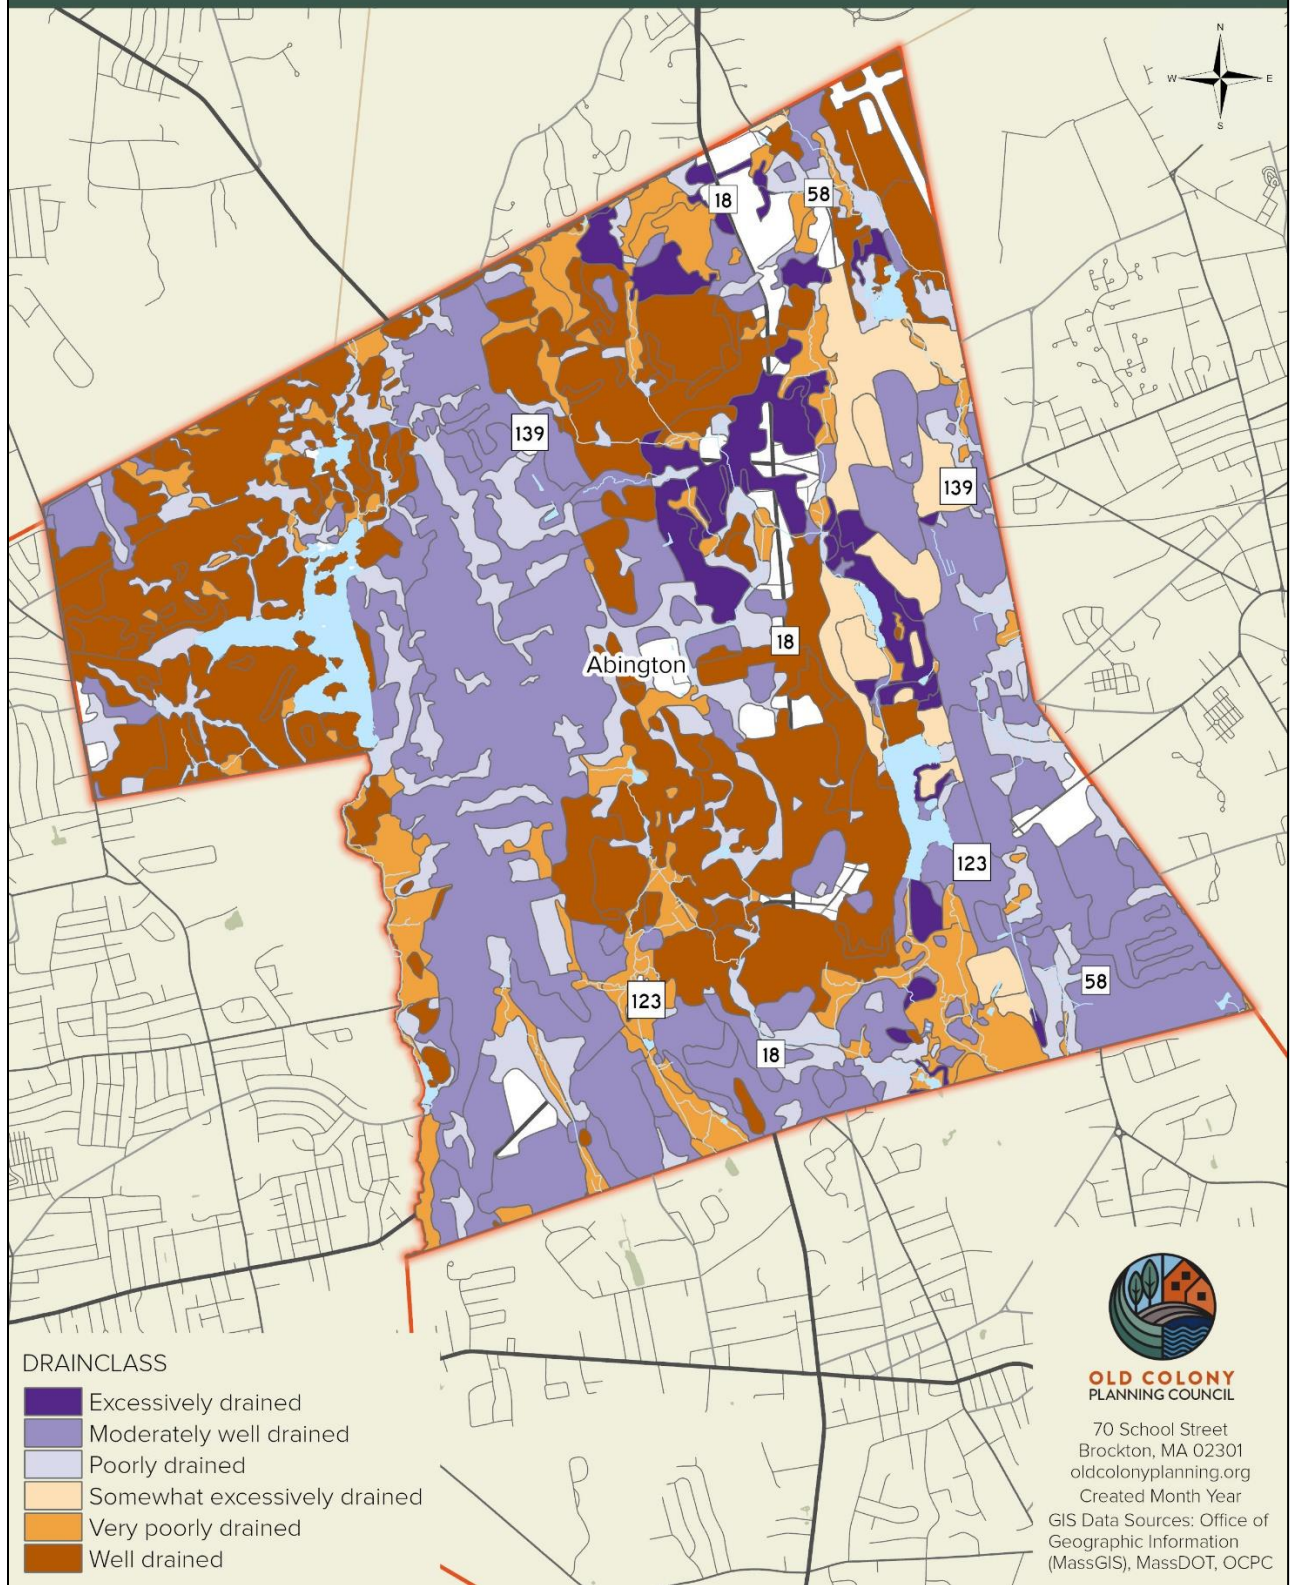 N
W E
S
18
58
139
139
18
Abington
123
123
58
18
DRAINCLASS
Excessively drained
Moderately well drained
Poorly drained
Somewhat excessively drained
Very poorly drained
Well drained
OLD COLONY
PLANNING COUNCIL
70 School Street
Brockton, MA 02301
oldcolonyplanning.org
Created Month Year
GIS Data Sources: Office of
Geographic Information
(MassGIS), MassDOT, OCPC